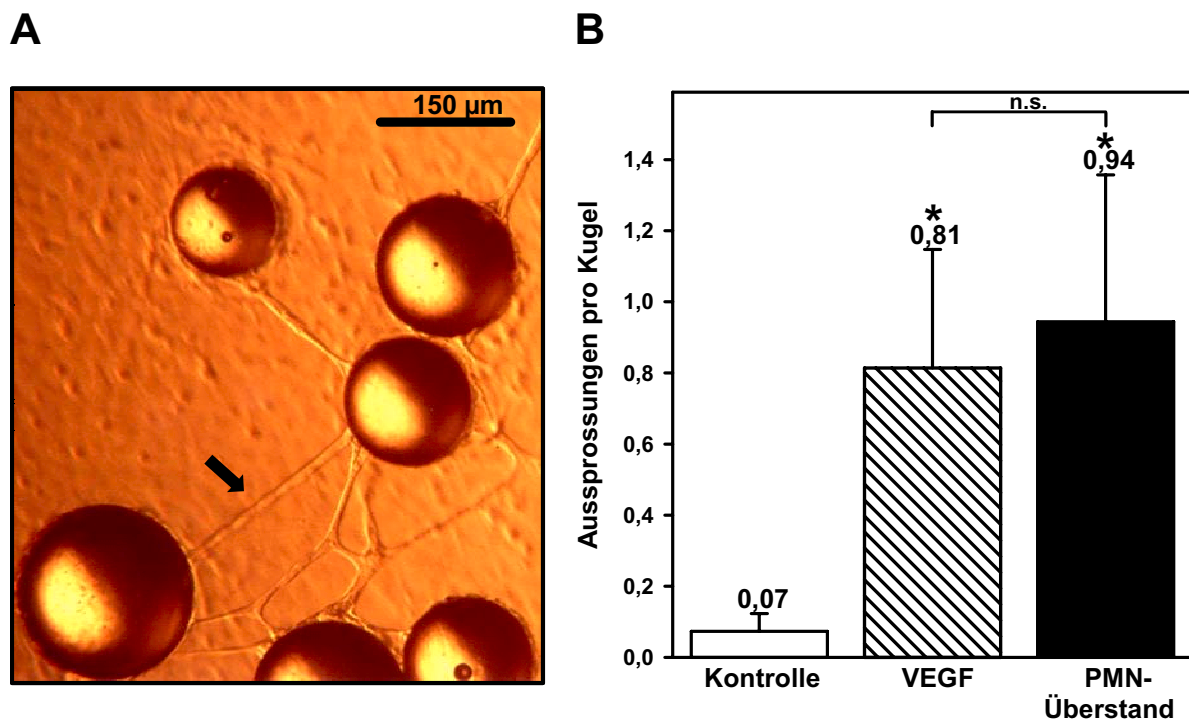 A
B
150 µm
n.s.
*
0,94
*
0,81
0,07
Aussprossungen pro Kugel
1,4
1,2
1,0
0,8
0,6
0,4
0,2
0,0
Kontrolle
VEGF
PMN-
Überstand